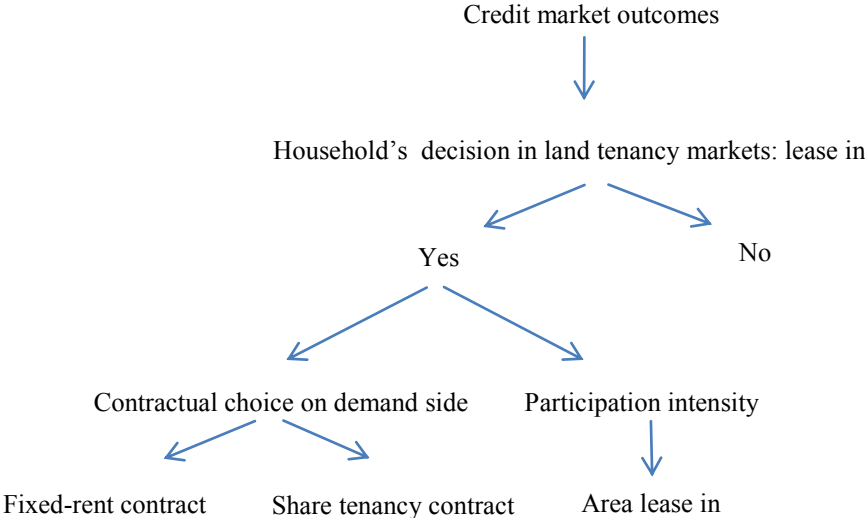 Credit market outcomes
Household's decision in land tenancy markets: lease in
Yes
No
Contractual choice on demand side
Participation intensity
Fixed-rent contract
Share tenancy contract
Area lease in